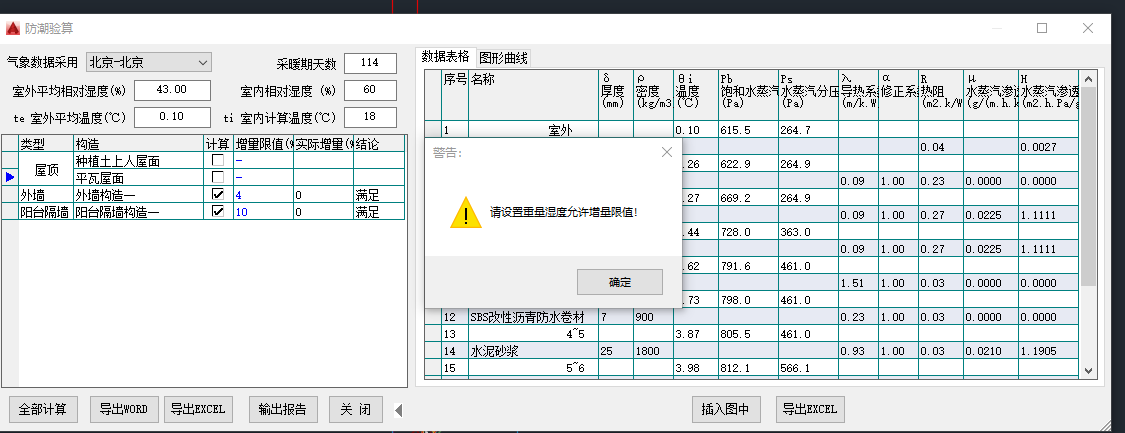 防潮验算
气象数据采用 北京-北京 采暖期天数 114
室外平均相对湿度(%) 43.00 室内相对湿度 (%) 60
te 室外平均温度(℃) 0.10 ti 室内计算温度(℃) 18
类型 构造 计算 增量限值(% 实际增量(% 结论
屋顶 种植土上人屋面 -
平瓦屋面 -
外墙 外墙构造一 4 0 满足
阳台隔墙 阳台隔墙构造一 10 0 满足
全部计算 导出WORD 导出EXCEL 输出报告 关 闭
数据表格 图形曲线
序号 名称 δ 厚度 (mm) ρ 密度 (kg/m3 θi 温度 (℃) Pb 饱和水蒸汽 (Pa) Ps 水蒸汽分压 (Pa) λ 导热系 (m/k.W α 修正系 R 热阻 (m2.k/W μ 水蒸汽渗透 (g/(m.h.k H 水蒸汽渗透 (m2.h.Pa/g
1 室外 0.10 615.5 264.7
0.04 0.0027
.26 622.9 264.9
0.09 1.00 0.23 0.0000 0.0000
.27 669.2 264.9
0.09 1.00 0.27 0.0225 1.1111
.44 728.0 363.0
0.09 1.00 0.27 0.0225 1.1111
.62 791.6 461.0
1.51 1.00 0.03 0.0000 0.0000
.73 798.0 461.0
12 SBS改性沥青防水卷材 7 900 0.23 1.00 0.03 0.0000 0.0000
13 4~5 3.87 805.5 461.0
14 水泥砂浆 25 1800 0.93 1.00 0.03 0.0210 1.1905
15 5~6 3.98 812.1 566.1
插入图中 导出EXCEL
警告:
请设置重量湿度允许增量限值!
确定